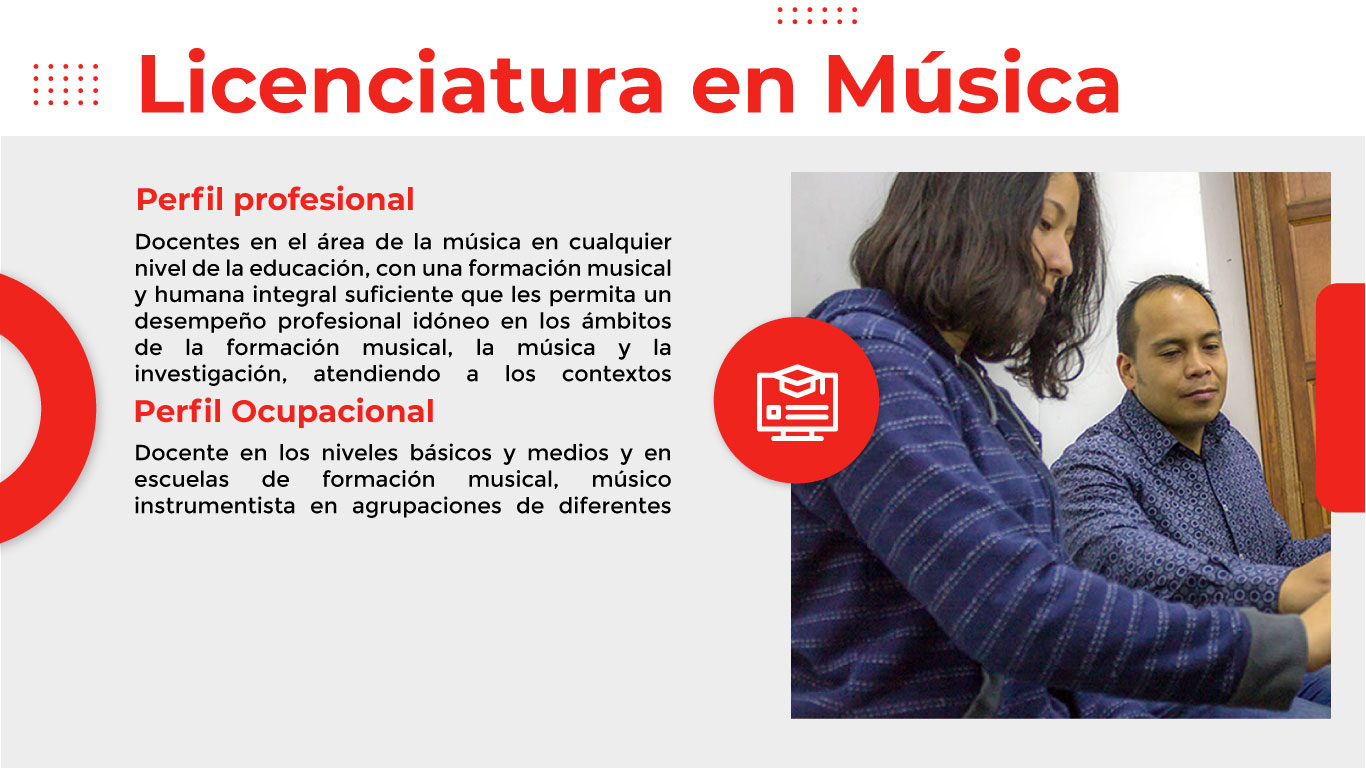 Licenciatura en Música
Perfil profesional
Docentes en el área de la música en cualquier
nivel de la educación, con una formación musical
y humana integral suficiente que les permita un
desempeño profesional idóneo en los ámbitos
de la formación musical, la música y la
investigación, atendiendo a los contextos
Perfil Ocupacional
Docente en los niveles básicos y medios y en
escuelas de formación musical, músico
instrumentista en agrupaciones de diferentes